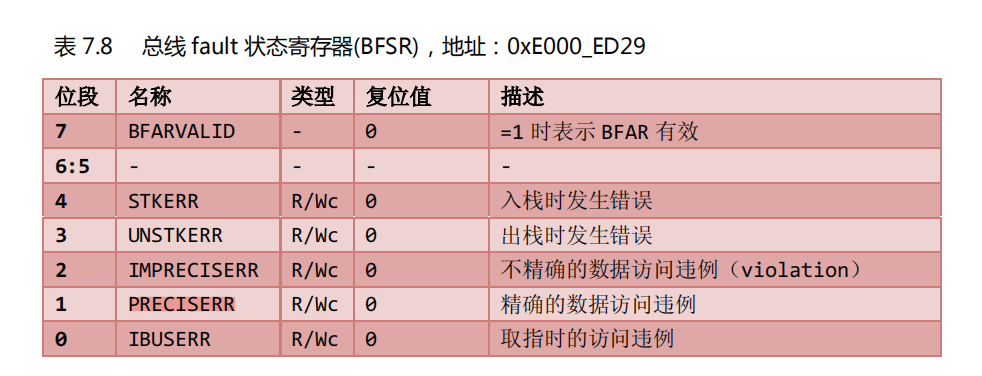 表 7.8 总线 fault 状态寄存器(BFSR)，地址：0xE000_ED29
位段 名称 类型 复位值 描述
7 BFARVALID - 0 =1 时表示 BFAR 有效
6:5 - - - -
4 STKERR R/Wc 0 入栈时发生错误
3 UNSTKERR R/Wc 0 出栈时发生错误
2 IMPRECISERR R/Wc 0 不精确的数据访问违例（violation）
1 PRECISERR R/Wc 0 精确的数据访问违例
0 IBUSERR R/Wc 0 取指时的访问违例